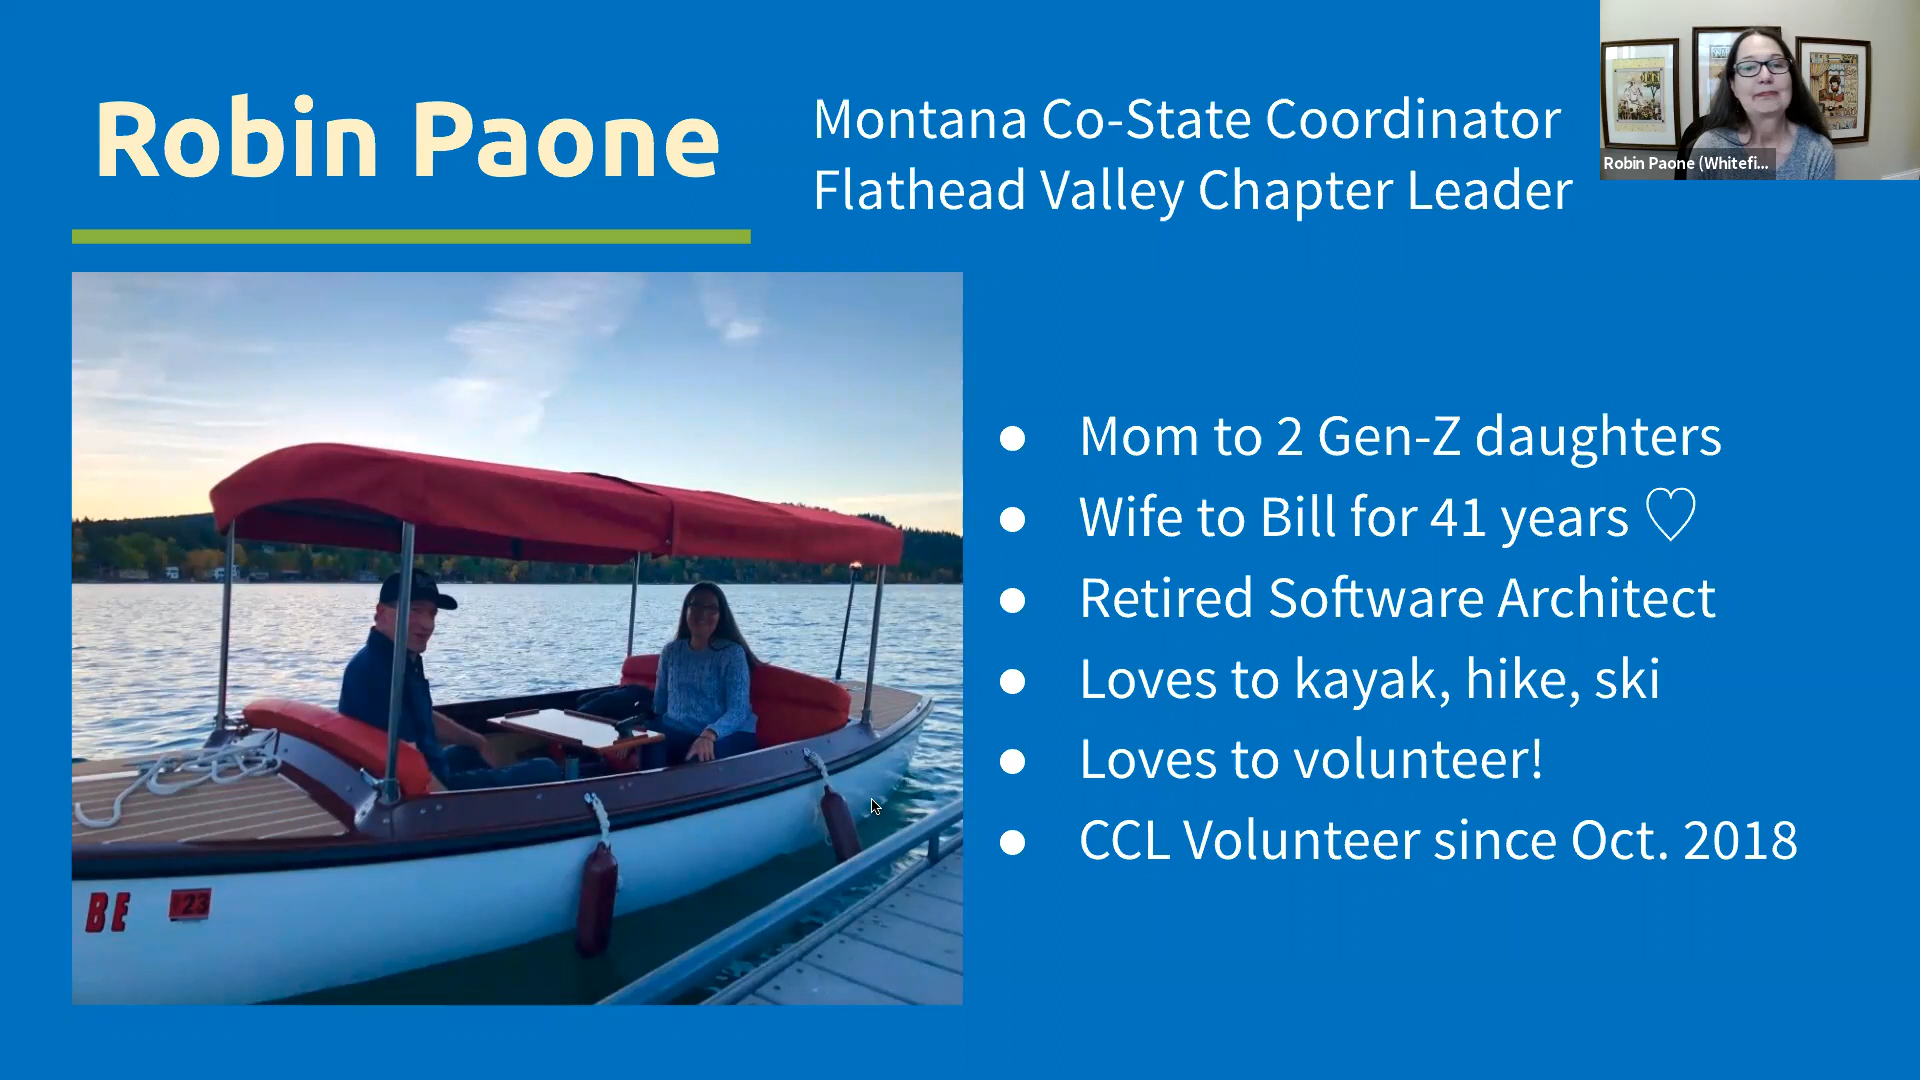 Robin Paone
Montana Co-State Coordinator
Flathead Valley Chapter Leader
Robin Paone (Whitefi...
● Mom to 2 Gen-Z daughters
● Wife to Bill for 41 years ♡
● Retired Software Architect
● Loves to kayak, hike, ski
● Loves to volunteer!
● CCL Volunteer since Oct. 2018
BE 23